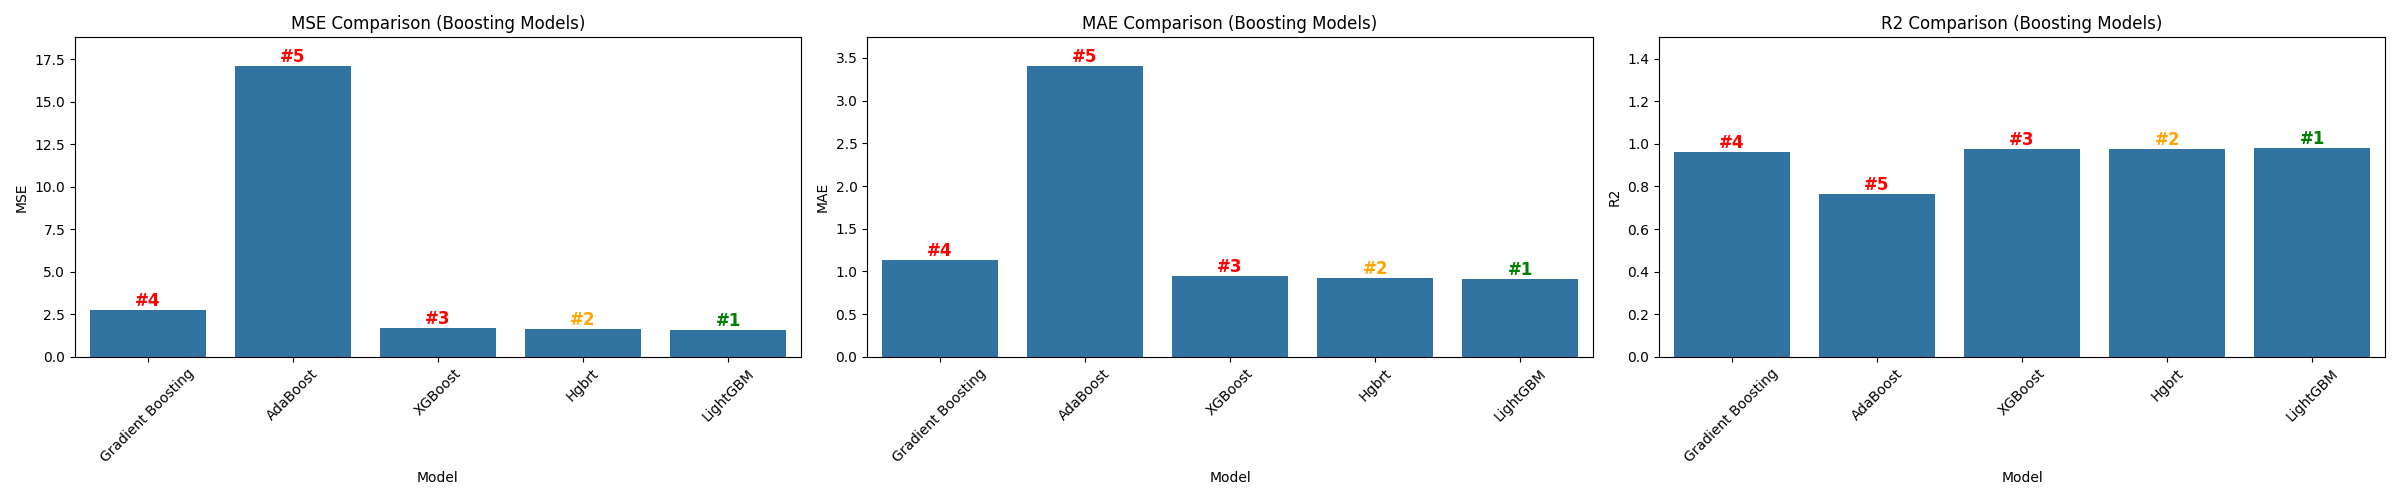 MSE Comparison (Boosting Models)
MSE
17.5
15.0
12.5
10.0
7.5
5.0
2.5
0.0
#4
#5
#3
#2
#1
Gradient Boosting
AdaBoost
XGBoost
Hgbrt
LightGBM
Model
MAE Comparison (Boosting Models)
MAE
3.5
3.0
2.5
2.0
1.5
1.0
0.5
0.0
#4
#5
#3
#2
#1
Gradient Boosting
AdaBoost
XGBoost
Hgbrt
LightGBM
Model
R2 Comparison (Boosting Models)
R2
1.4
1.2
1.0
0.8
0.6
0.4
0.2
0.0
#4
#5
#3
#2
#1
Gradient Boosting
AdaBoost
XGBoost
Hgbrt
LightGBM
Model